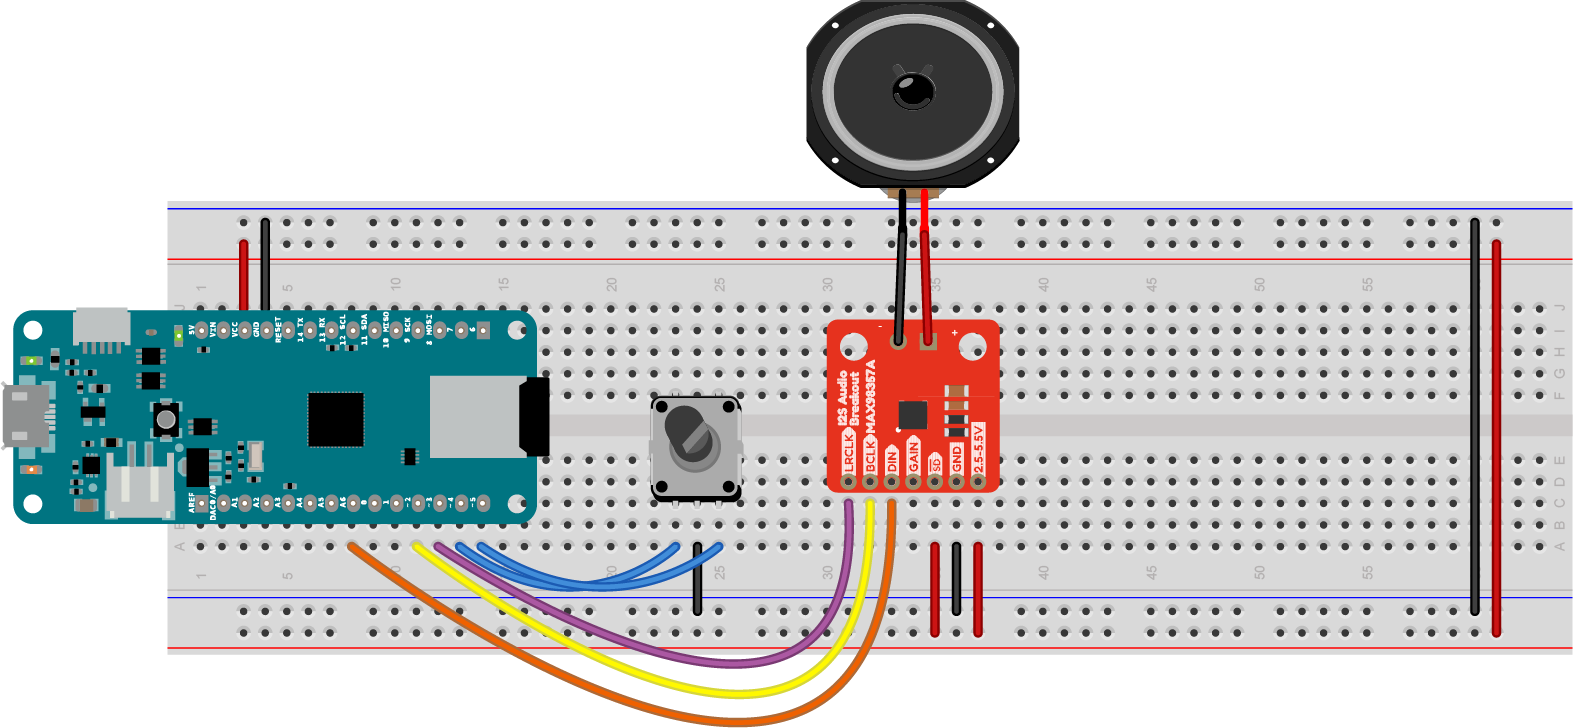 1
5
10
15
20
25
30
35
40
45
50
55
J
I
H
G
F
5V
VIN
VCC
GND
RESET
14 TX
13 RX
12 SCL
11 SDA
10 MISO
9 SCK
8 MOSI
7
6
AREF
DAC0/A0
A1
A2
A3
A4
A5
A6
0
1
~2
~3
~4
~5
-
+
I2S Audio
Breakout
MAX98357A
LRCLK
BCLK
DIN
GAIN
SD
GND
2.5-5.5V
E
D
C
B
A
B
A
1
5
10
20
25
30
40
45
50
55